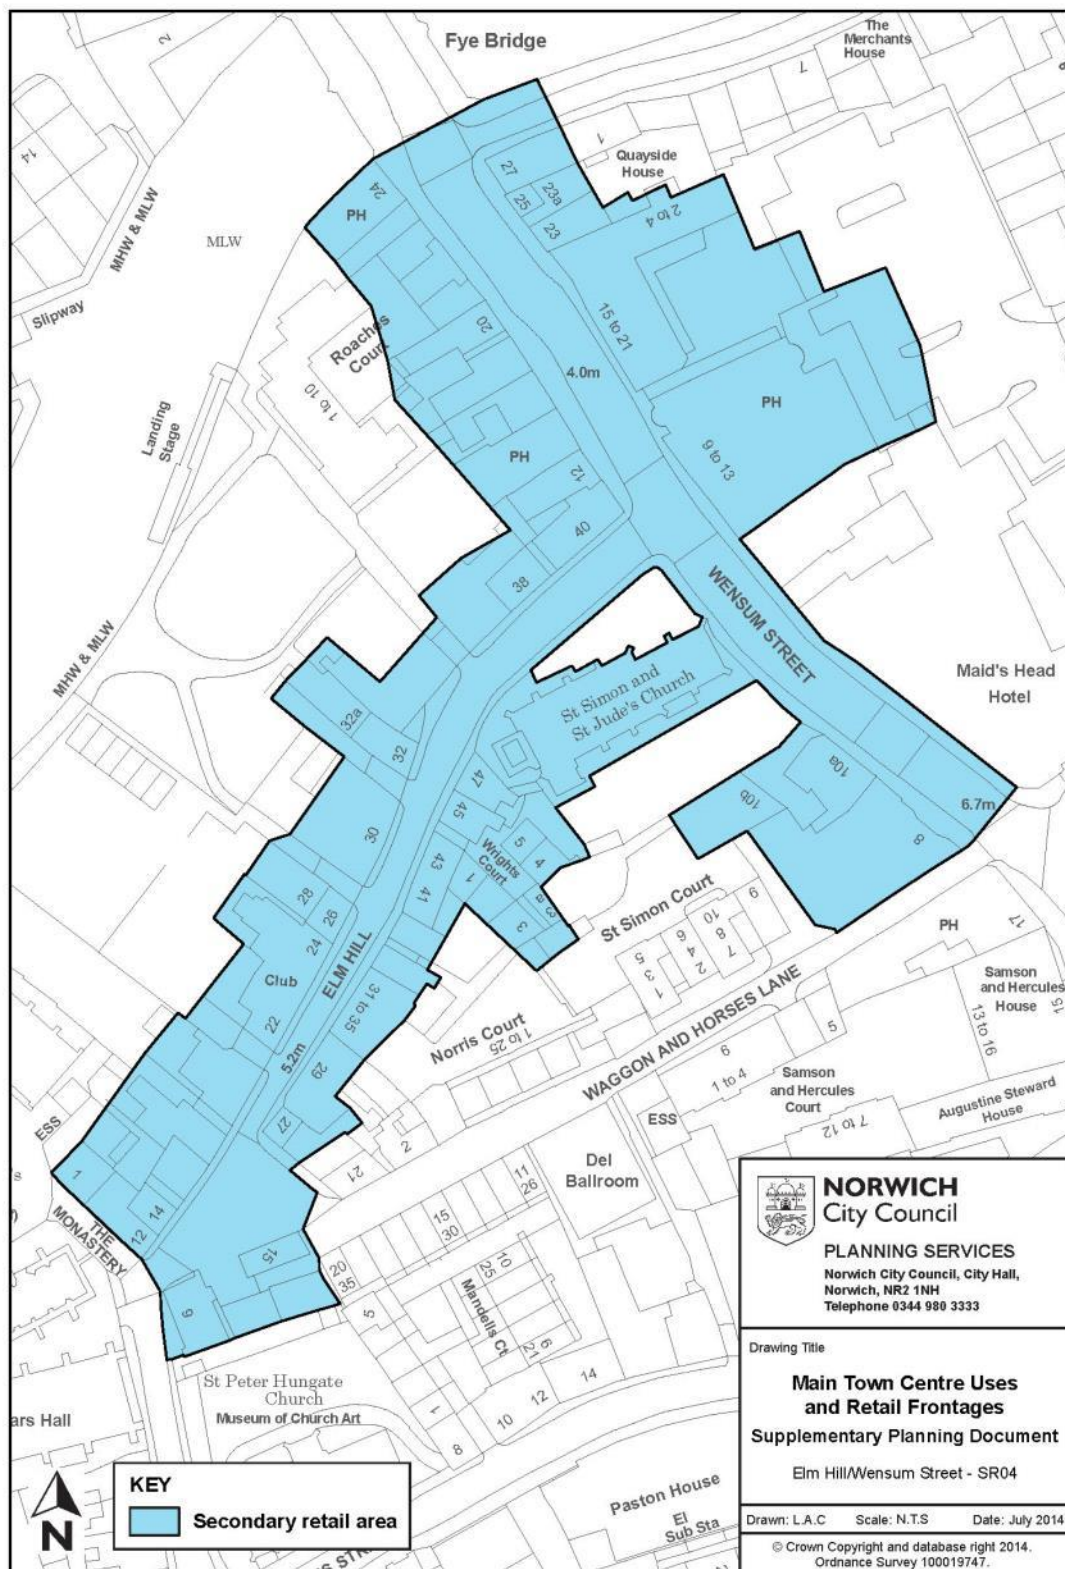 Fye Bridge
The
Merchants
House
2
7
14
1
Quayside
House
27
23a
25
23
2 to 4
24
PH
MHW & MLW
MLW
Slipway
Roaches
Court
1 to 10
20
15 to 21
4.0m
PH
PH
9 to 13
12
40
38
Landing
Stage
WENSUM STREET
MHW & MLW
St Simon and
St Jude's Church
Maid's Head
Hotel
32a
32
47
45
43
41
30
Wrights
Court
5
4
1
3a
3
10a
10b
6.7m
8
28
26
24
Club
22
ELM HILL
5.2m
31 to 35
29
27
St Simon Court
9
10
8
7
6
4
2
5
3
1
Norris Court
1 to 25
WAGGON AND HORSES LANE
PH
17
Samson
and Hercules
House
15
13 to 16
5
9
1 to 4
Samson
and Hercules
Court
7 to 12
Augustine Steward
House
ESS
ESS
1
14
12
THE
MONASTERY
21
2
Del
Ballroom
11
26
15
30
20
35
15
9
5
10
25
Mandells Ct
6
21
14
12
10
8
1
St Peter Hungate
Church
Museum of Church Art
ars Hall
Paston House
El
Sub Sta
S STR
N
KEY
Secondary retail area
NORWICH
City Council
PLANNING SERVICES
Norwich City Council, City Hall,
Norwich, NR2 1NH
Telephone 0344 980 3333
Drawing Title
Main Town Centre Uses
and Retail Frontages
Supplementary Planning Document
Elm Hill/Wensum Street - SR04
Drawn: L.A.C Scale: N.T.S Date: July 2014
© Crown Copyright and database right 2014.
Ordnance Survey 100019747.